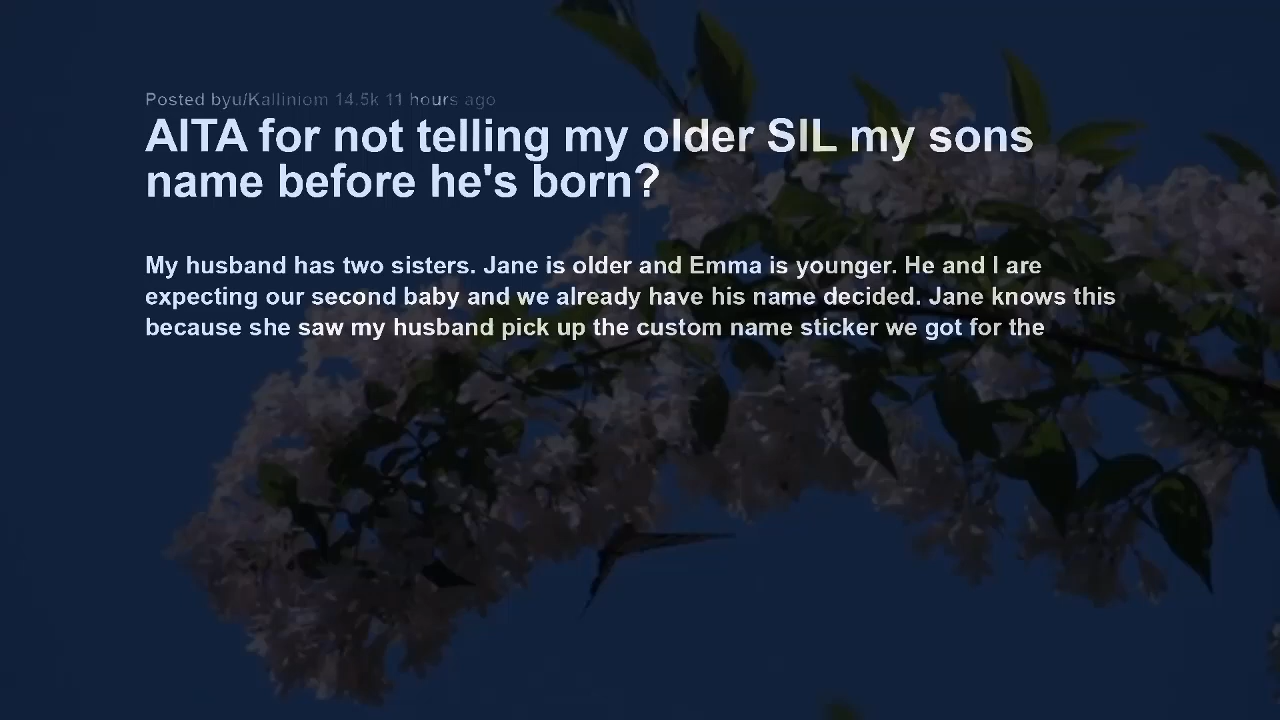 Posted byu/Kalliniom 14.5k 11 hours ago
AITA for not telling my older SIL my sons
name before he's born?
My husband has two sisters. Jane is older and Emma is younger. He and I are
expecting our second baby and we already have his name decided. Jane knows this
because she saw my husband pick up the custom name sticker we got for the